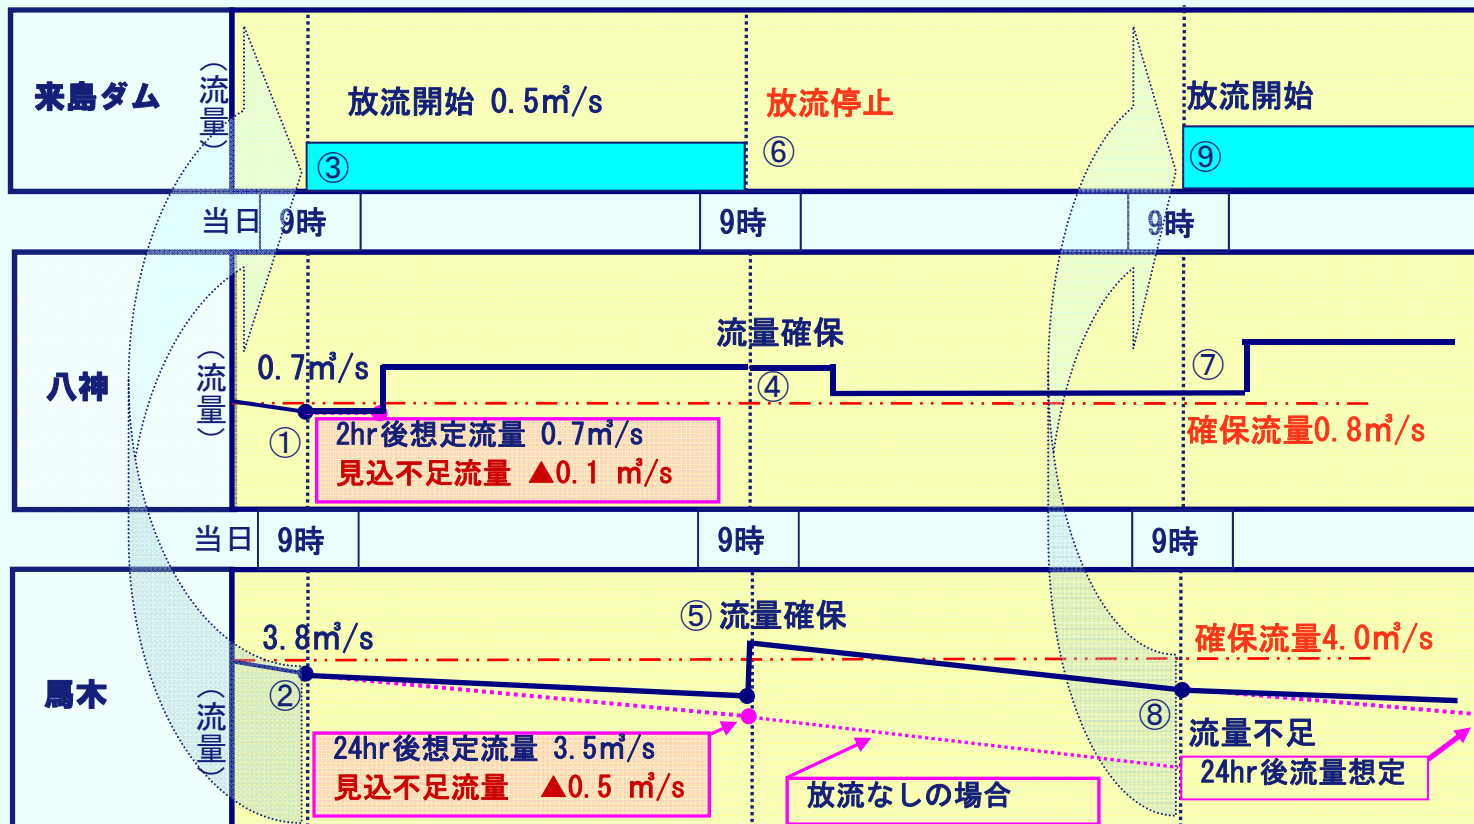 来島ダム
(流量)
放流開始 0.5㎥/s
放流停止
放流開始
③
⑥
⑨
当日
9時
9時
9時
八神
(流量)
0.7㎥/s
流量確保
①
④
⑦
2hr後想定流量 0.7㎥/s
見込不足流量 ▲0.1 ㎥/s
確保流量0.8㎥/s
当日
9時
9時
9時
馬木
(流量)
3.8㎥/s
⑤流量確保
確保流量4.0㎥/s
②
⑧
24hr後想定流量 3.5㎥/s
見込不足流量 ▲0.5 ㎥/s
放流なしの場合
流量不足
24hr後流量想定